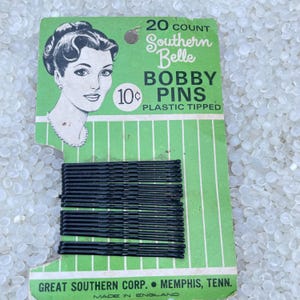 20 COUNT
Southern
Belle
BOBBY
PINS
10¢
PLASTIC TIPPED
GREAT SOUTHERN CORP. • MEMPHIS, TENN.
MADE IN ENGLAND